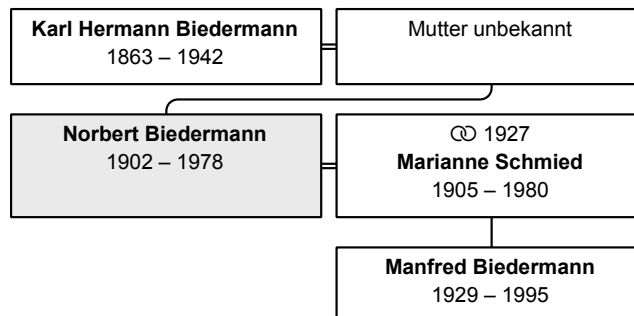 Karl Hermann Biedermann
1863 – 1942
Mutter unbekannt
Norbert Biedermann
1902 – 1978
⚭ 1927
Marianne Schmied
1905 – 1980
Manfred Biedermann
1929 – 1995